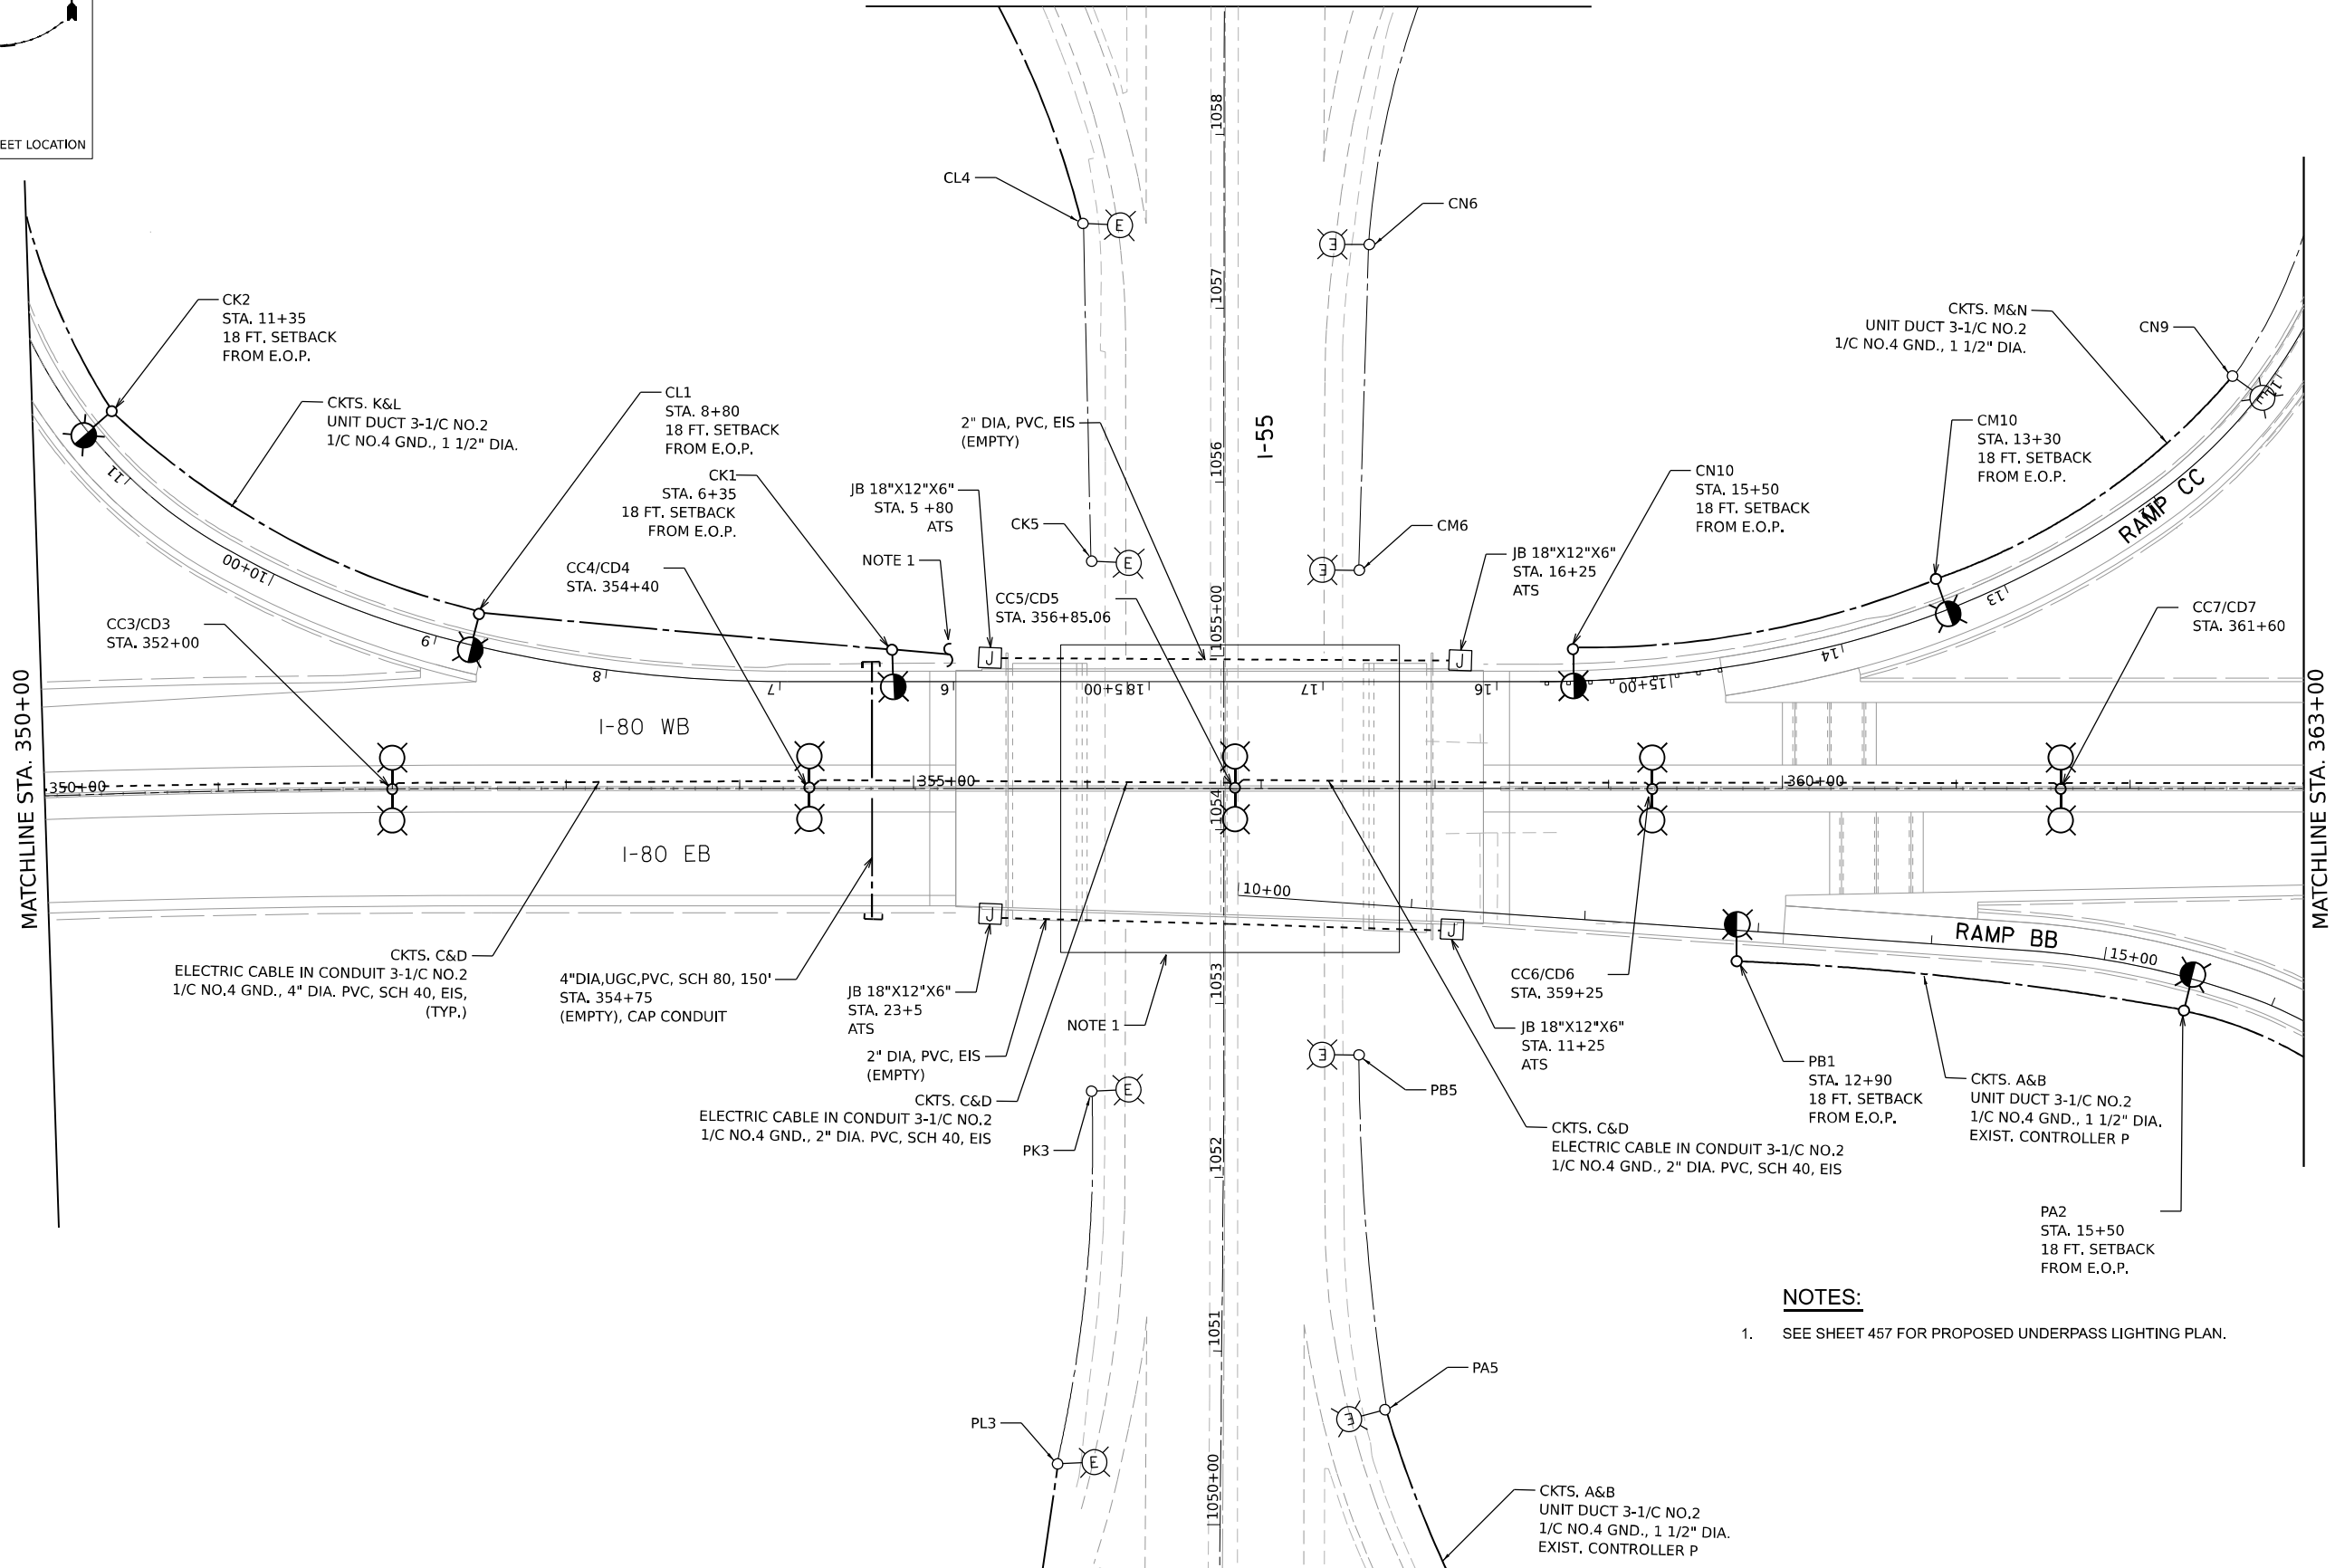 EET LOCATION
1058
CL4
CN6
1057
CK2
STA. 11+35
18 FT. SETBACK
FROM E.O.P.
CKTS. M&N
UNIT DUCT 3-1/C NO.2
1/C NO.4 GND., 1 1/2" DIA.
CN9
CKTS. K&L
UNIT DUCT 3-1/C NO.2
1/C NO.4 GND., 1 1/2" DIA.
CL1
STA. 8+80
18 FT. SETBACK
FROM E.O.P.
2" DIA, PVC, EIS
(EMPTY)
I-55
1056
CM10
STA. 13+30
18 FT. SETBACK
FROM E.O.P.
CK1
STA. 6+35
18 FT. SETBACK
FROM E.O.P.
JB 18"X12"X6"
STA. 5 +80
ATS
CN10
STA. 15+50
18 FT. SETBACK
FROM E.O.P.
RAMP CC
CK5
CM6
NOTE 1
JB 18"X12"X6"
STA. 16+25
ATS
CC4/CD4
STA. 354+40
CC5/CD5
STA. 356+85.06
1055+00
CC3/CD3
STA. 352+00
CC7/CD7
STA. 361+60
11
10+00
9
8
7
6
18+00
17
16
15+00
14
13
12
11
E
E
E
E
E
J
J
MATCHLINE STA. 350+00
MATCHLINE STA. 363+00
I-80 WB
350+00
355+00
360+00
1054
I-80 EB
10+00
RAMP BB
15+00
J
J
CKTS. C&D
ELECTRIC CABLE IN CONDUIT 3-1/C NO.2
1/C NO.4 GND., 4" DIA. PVC, SCH 40, EIS,
(TYP.)
4"DIA,UGC,PVC, SCH 80, 150'
STA. 354+75
(EMPTY), CAP CONDUIT
JB 18"X12"X6"
STA. 23+5
ATS
NOTE 1
1053
CC6/CD6
STA. 359+25
JB 18"X12"X6"
STA. 11+25
ATS
2" DIA, PVC, EIS
(EMPTY)
E
E
PB5
PB1
STA. 12+90
18 FT. SETBACK
FROM E.O.P.
CKTS. A&B
UNIT DUCT 3-1/C NO.2
1/C NO.4 GND., 1 1/2" DIA.
EXIST. CONTROLLER P
CKTS. C&D
ELECTRIC CABLE IN CONDUIT 3-1/C NO.2
1/C NO.4 GND., 2" DIA. PVC, SCH 40, EIS
PK3
1052
CKTS. C&D
ELECTRIC CABLE IN CONDUIT 3-1/C NO.2
1/C NO.4 GND., 2" DIA. PVC, SCH 40, EIS
PA2
STA. 15+50
18 FT. SETBACK
FROM E.O.P.
NOTES:
1. SEE SHEET 457 FOR PROPOSED UNDERPASS LIGHTING PLAN.
1051
PA5
PL3
E
E
1050+00
CKTS. A&B
UNIT DUCT 3-1/C NO.2
1/C NO.4 GND., 1 1/2" DIA.
EXIST. CONTROLLER P